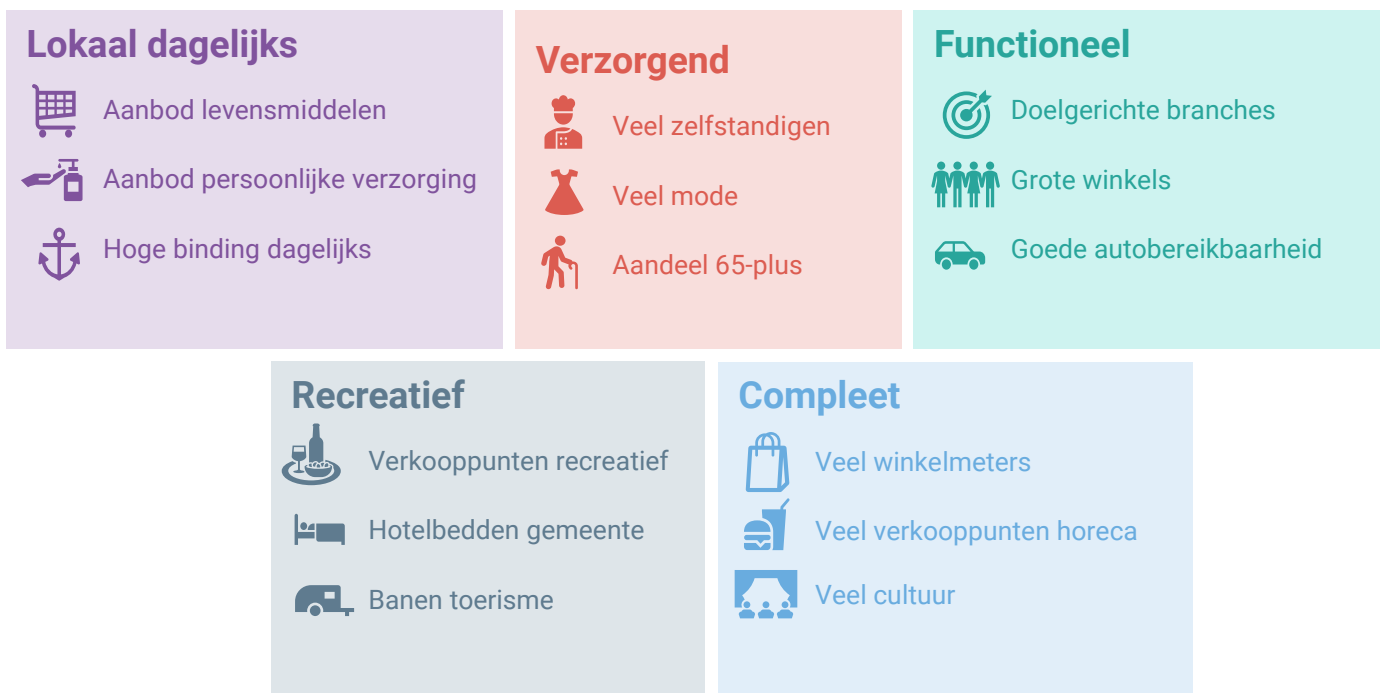 Lokaal dagelijks
Aanbod levensmiddelen
Aanbod persoonlijke verzorging
Hoge binding dagelijks
Verzorgend
Veel zelfstandigen
Veel mode
Aandeel 65-plus
Functioneel
Doelgerichte branches
Grote winkels
Goede autobereikbaarheid
Recreatief
Verkooppunten recreatief
Hotelbedden gemeente
Banen toerisme
Compleet
Veel winkelmeters
Veel verkooppunten horeca
Veel cultuur